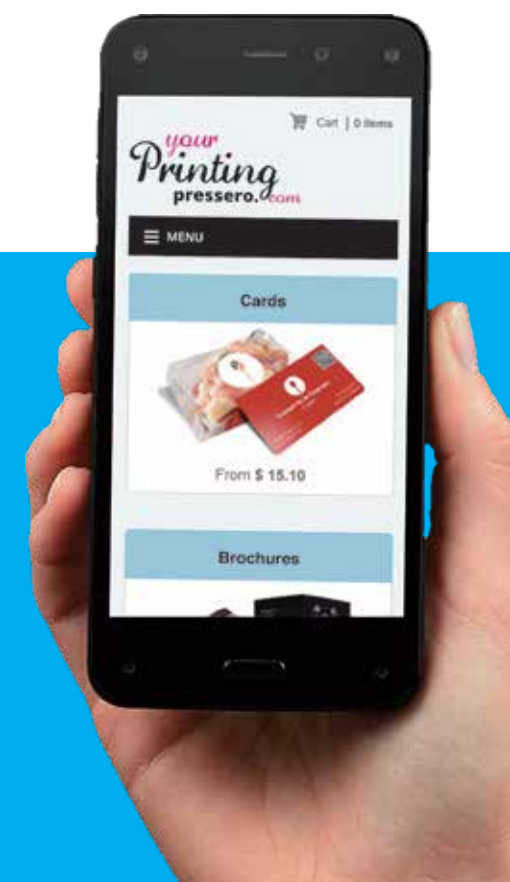 Cart | 0 Items
your
Printing
pressero.com
MENU
Cards
From $ 15.10
Brochures